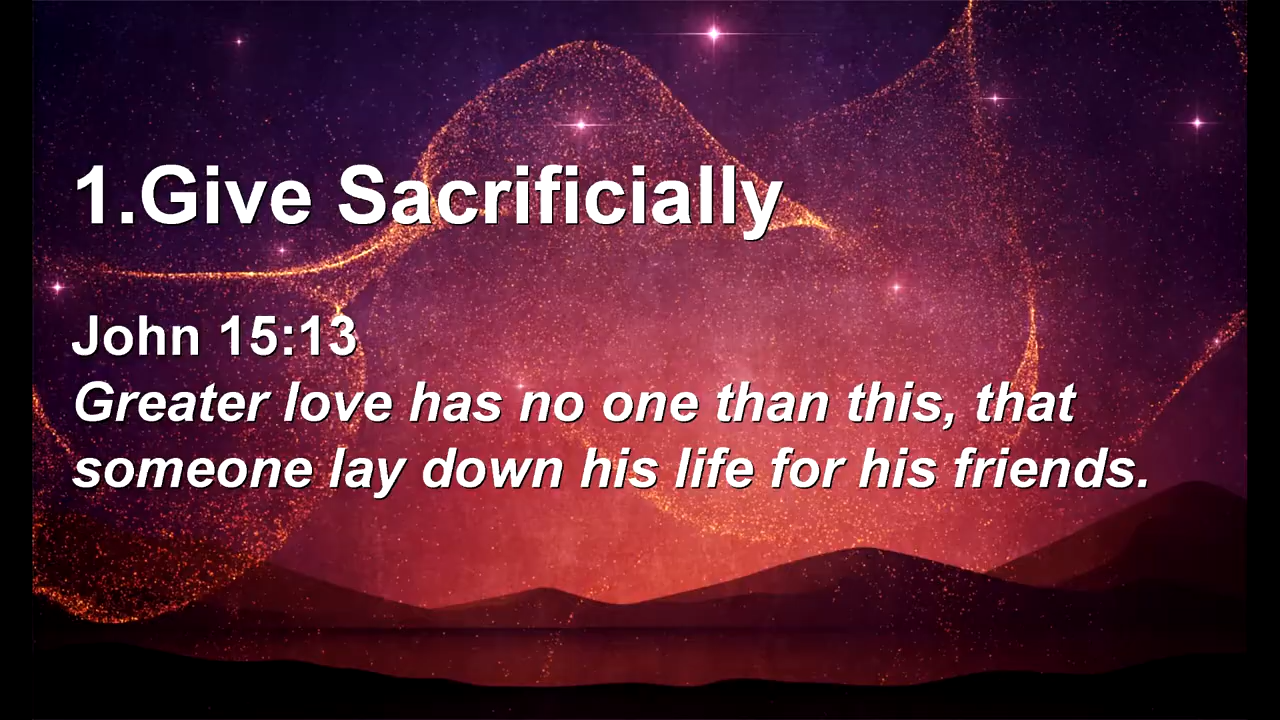 1.Give Sacrificially
John 15:13
Greater love has no one than this, that
someone lay down his life for his friends.